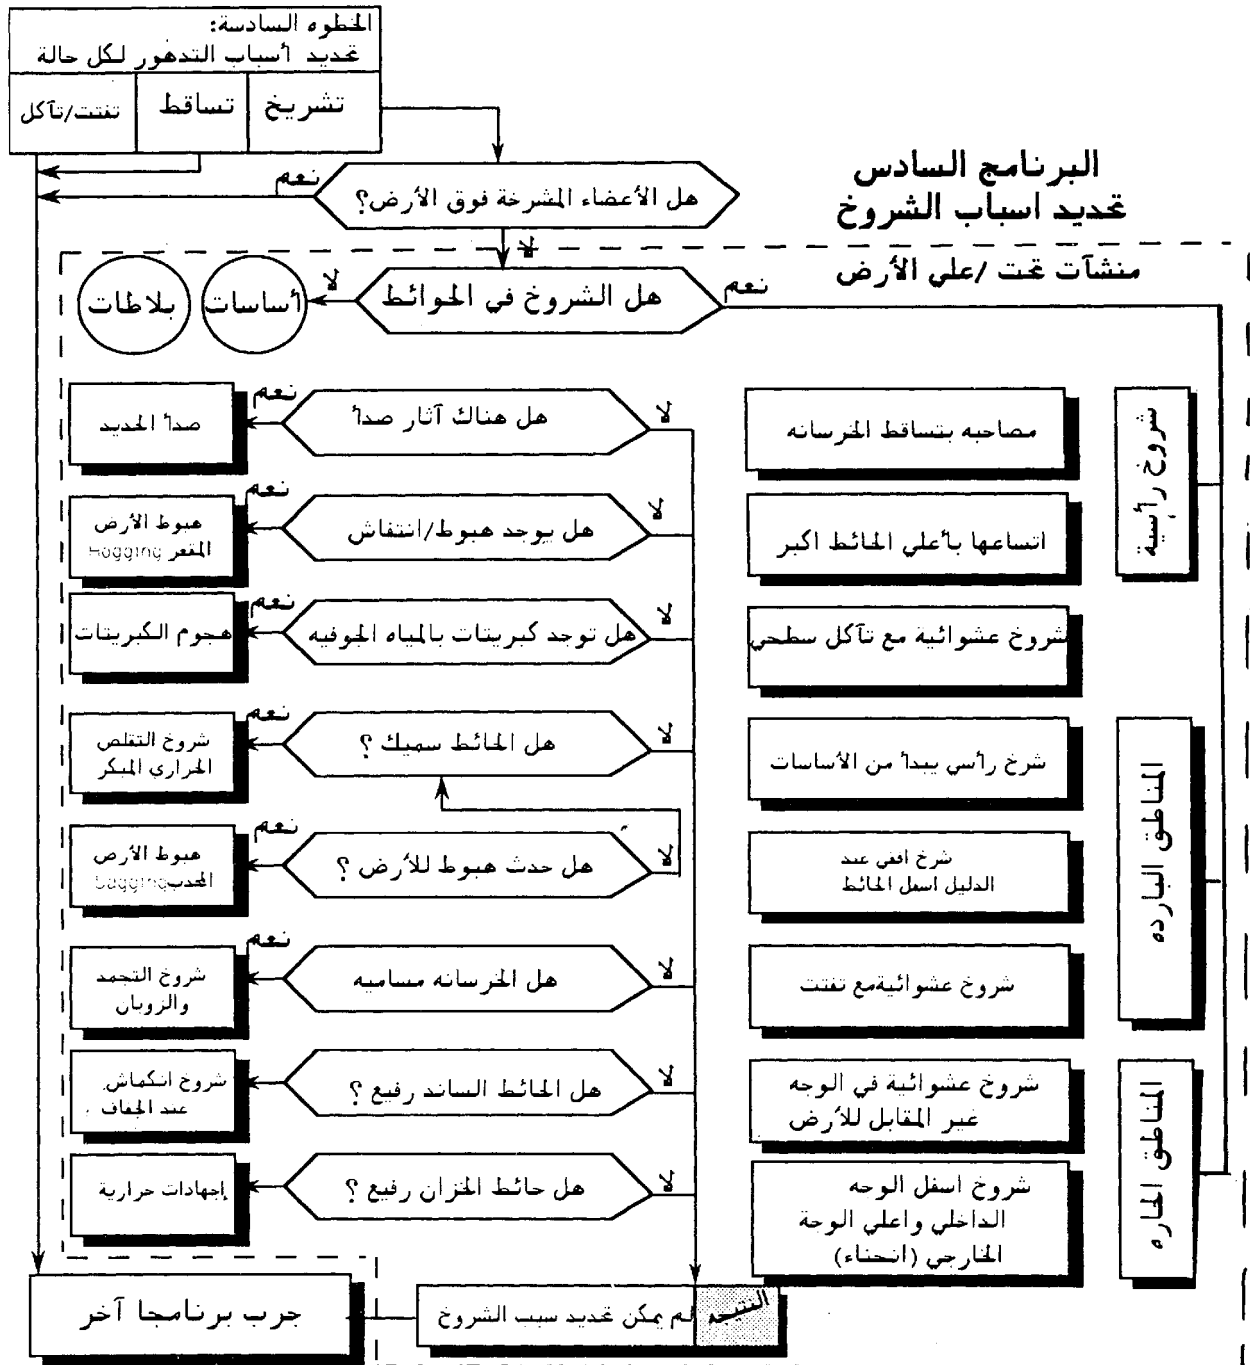 الخطوه السادسة:
تحديد أسباب التدهور لكل حالة
تشريخ
تساقط
تفتت/تآكل
البرنامج السادس
تحديد اسباب الشروخ
هل الأعضاء المشرخة فوق الأرض؟
نعم
لا
منشآت تحت /علي الأرض
هل الشروخ في الحوائط
نعم
لا
أساسات
بلاطات
شروخ رأسية
مصاحبه بتساقط الخرسانه
لا
هل هناك آثار صدأ
نعم
صدأ الحديد
اتساعها بأعلي الحائط اكبر
لا
هل يوجد هبوط/انتفاش
نعم
هبوط الأرض
المقعر Hogging
شروخ عشوائية مع تآكل سطحي
لا
هل توجد كبريتات بالمياه الجوفيه
نعم
هجوم الكبريتات
المناطق البارده
شرخ رأسي يبدأ من الأساسات
لا
هل الحائط سميك ؟
نعم
شروخ التقلص
الحراري المبكر
شرخ افقي عند
الدليل اسفل الحائط
لا
هل حدث هبوط للأرض ؟
نعم
هبوط الأرض
المحدب Sagging
شروخ عشوائيةمع تفتت
لا
هل الخرسانه مساميه
نعم
شروخ التجمد
والزوبان
المناطق الحاره
شروخ عشوائية في الوجه
غير المقابل للأرض
لا
هل الحائط الساند رفيع ؟
شروخ انكماش
عند الجفاف
شروخ اسفل الوجه
الداخلي واعلي الوجة
الخارجي (انحناء)
لا
هل حائط الخزان رفيع ؟
إجهادات حرارية
النتيجه
لم يمكن تحديد سبب الشروخ
جرب برنامجا آخر